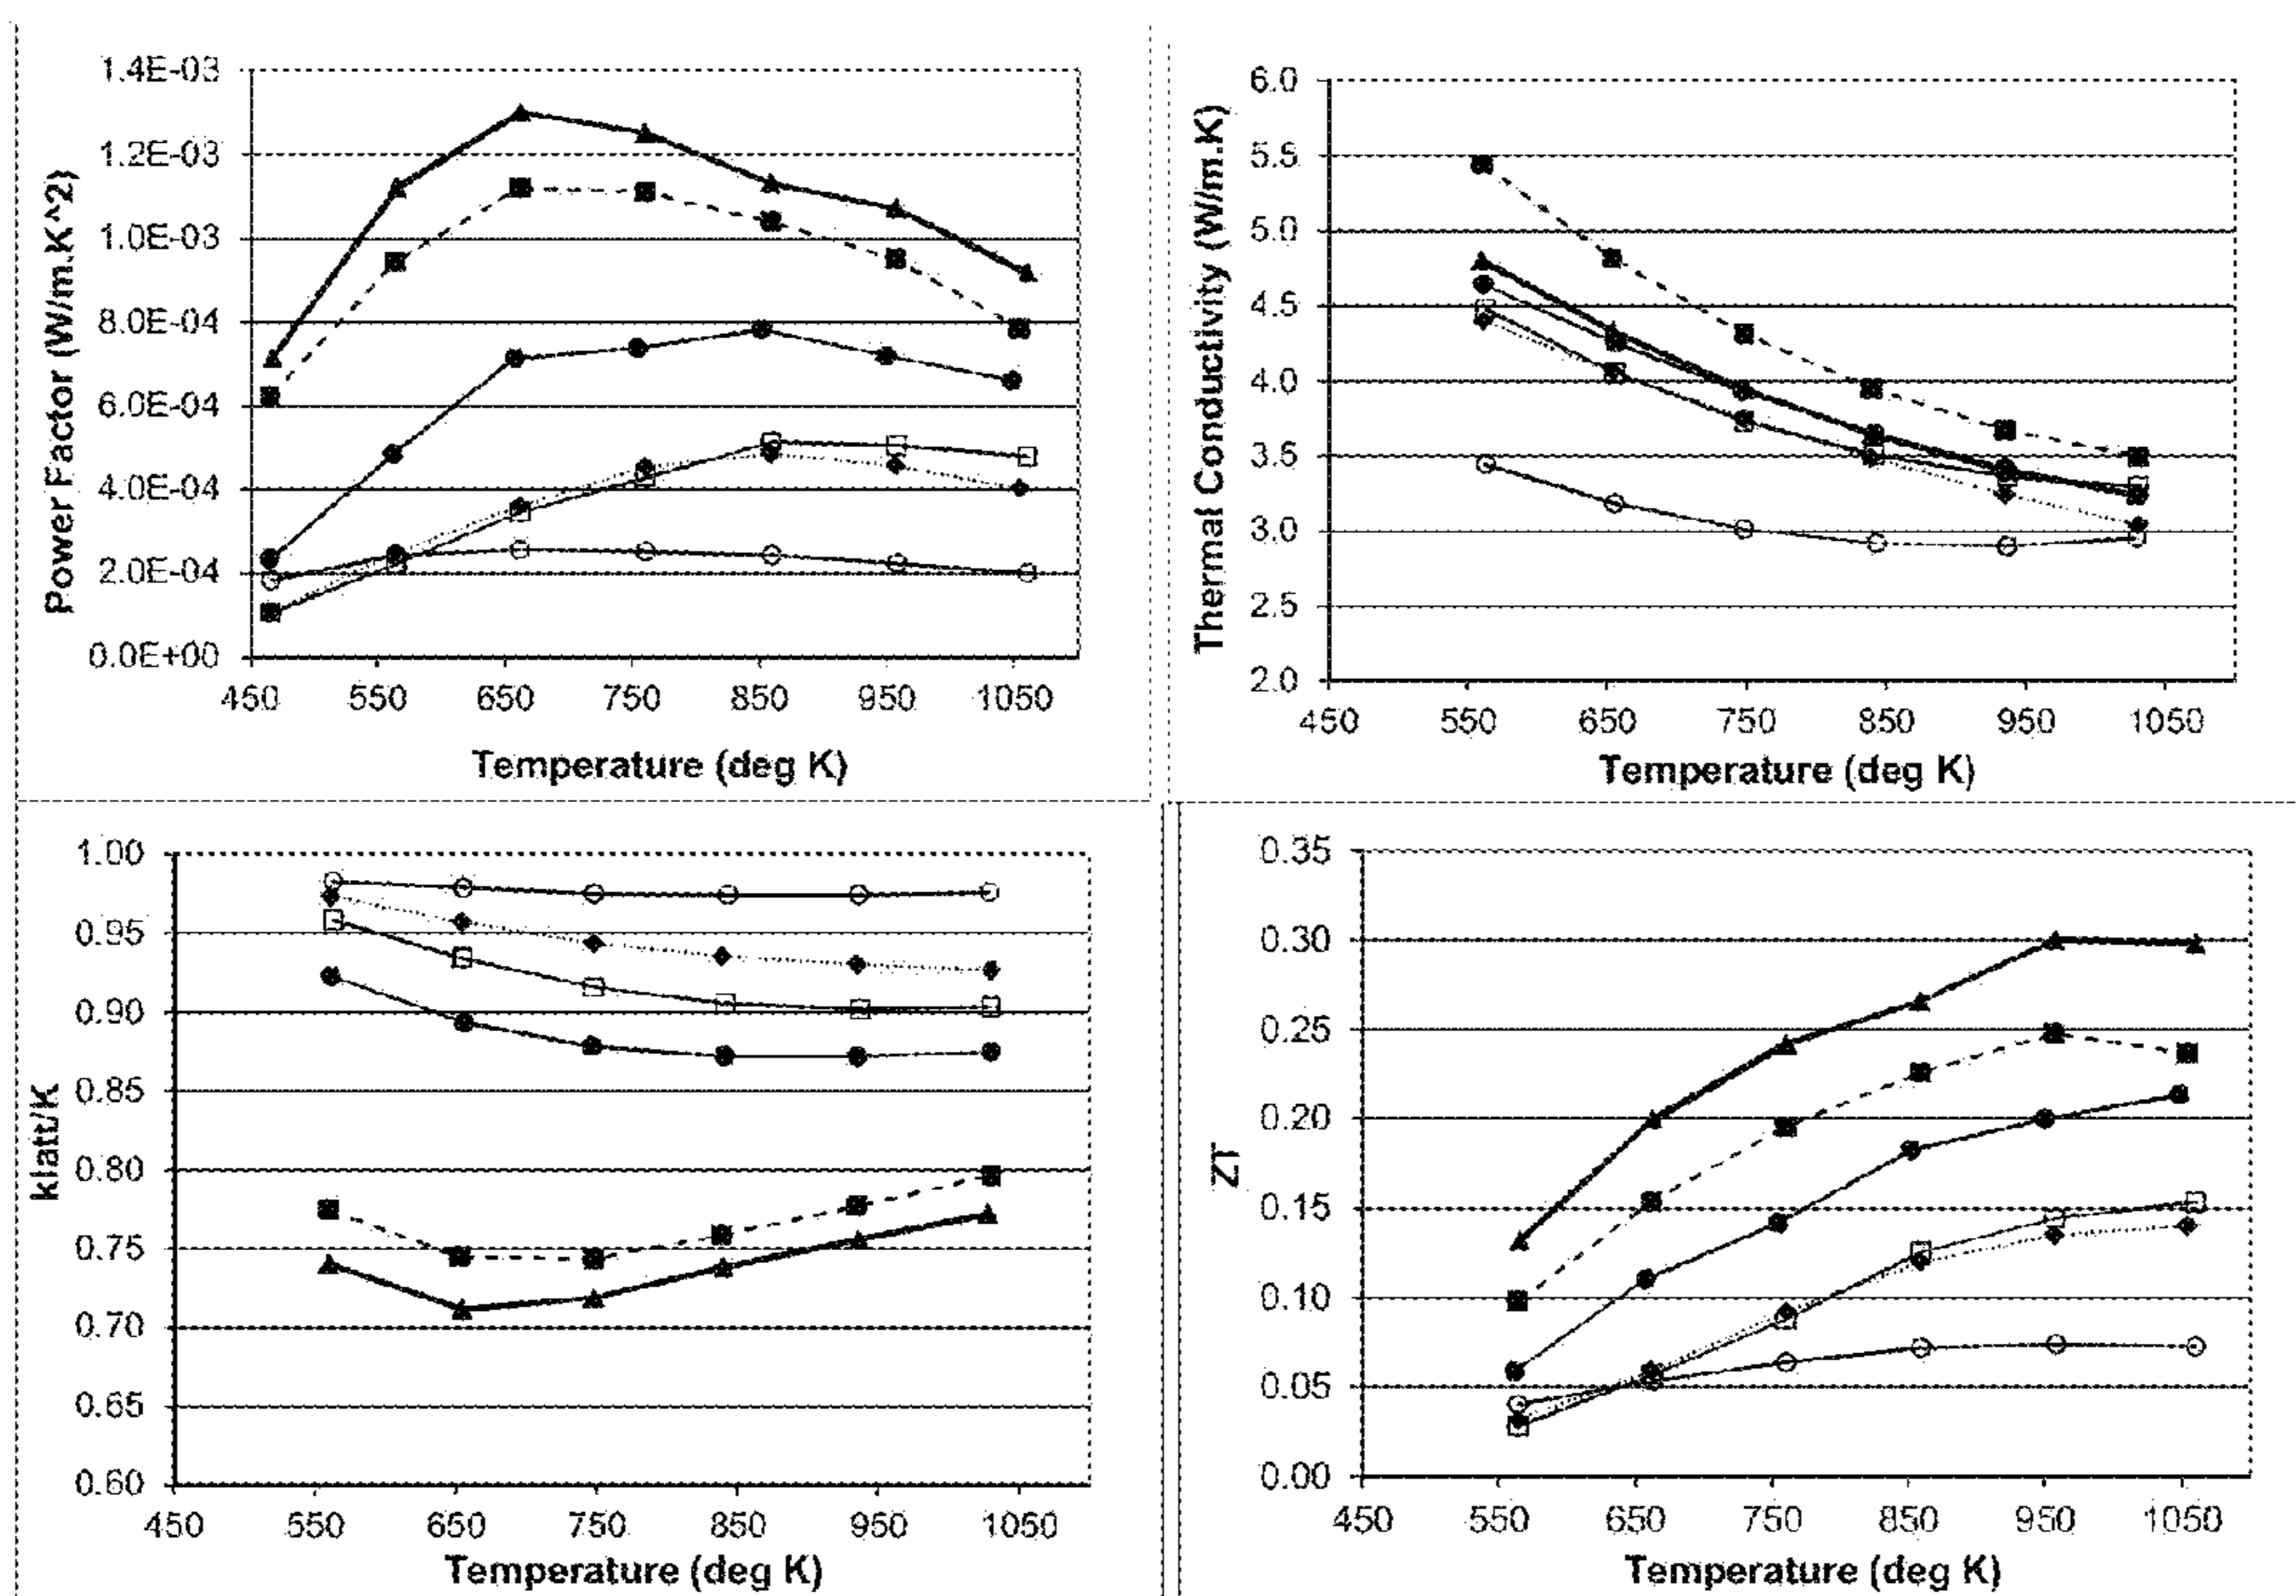 1.4E-03
1.2E-03
1.0E-03
8.0E-04
6.0E-04
4.0E-04
2.0E-04
0.0E+00
Power Factor (W/m.K^2)
450 550 650 750 850 950 1050
Temperature (deg K)
6.0
5.5
5.0
4.5
4.0
3.5
3.0
2.5
2.0
Thermal Conductivity (W/m.K)
450 550 650 750 850 950 1050
Temperature (deg K)
1.00
0.95
0.90
0.85
0.80
0.75
0.70
0.65
0.60
klatt/K
450 550 650 750 850 950 1050
Temperature (deg K)
0.35
0.30
0.25
0.20
0.15
0.10
0.05
0.00
ZT
450 550 650 750 850 950 1050
Temperature (deg K)